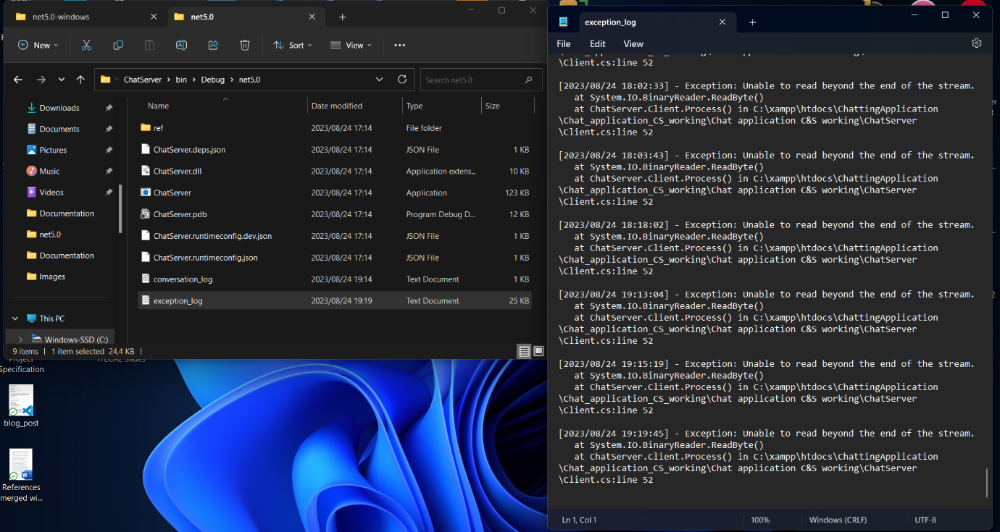 net5.0-windows
net5.0
New
Sort
View
ChatServer
bin
Debug
net5.0
Search net5.0
Downloads
Documents
Pictures
Music
Videos
Documentation
net5.0
Documentation
Images
This PC
Windows-SSD (C:)
Name Date modified Type Size
ref 2023/08/24 17:14 File folder
ChatServer.deps.json 2023/08/24 17:14 JSON File 1 KB
ChatServer.dll 2023/08/24 17:14 Application extens... 10 KB
ChatServer 2023/08/24 17:14 Application 123 KB
ChatServer.pdb 2023/08/24 17:14 Program Debug D... 12 KB
ChatServer.runtimeconfig.dev.json 2023/08/24 17:14 JSON File 1 KB
ChatServer.runtimeconfig.json 2023/08/24 17:14 JSON File 1 KB
conversation_log 2023/08/24 19:14 Text Document 1 KB
exception_log 2023/08/24 19:19 Text Document 25 KB
9 items | 1 item selected 24,4 KB |
Project
Specification
ITECA2 Slides
blog_post
References
merged wi...
exception_log
File Edit View
\Client.cs:line 52
[2023/08/24 18:02:33] - Exception: Unable to read beyond the end of the stream.
at System.IO.BinaryReader.ReadByte()
at ChatServer.Client.Process() in C:\xampp\htdocs\ChattingApplication
\Chat_application_CS_working\Chat application C&S working\ChatServer
\Client.cs:line 52
[2023/08/24 18:03:43] - Exception: Unable to read beyond the end of the stream.
at System.IO.BinaryReader.ReadByte()
at ChatServer.Client.Process() in C:\xampp\htdocs\ChattingApplication
\Chat_application_CS_working\Chat application C&S working\ChatServer
\Client.cs:line 52
[2023/08/24 18:18:02] - Exception: Unable to read beyond the end of the stream.
at System.IO.BinaryReader.ReadByte()
at ChatServer.Client.Process() in C:\xampp\htdocs\ChattingApplication
\Chat_application_CS_working\Chat application C&S working\ChatServer
\Client.cs:line 52
[2023/08/24 19:13:04] - Exception: Unable to read beyond the end of the stream.
at System.IO.BinaryReader.ReadByte()
at ChatServer.Client.Process() in C:\xampp\htdocs\ChattingApplication
\Chat_application_CS_working\Chat application C&S working\ChatServer
\Client.cs:line 52
[2023/08/24 19:15:19] - Exception: Unable to read beyond the end of the stream.
at System.IO.BinaryReader.ReadByte()
at ChatServer.Client.Process() in C:\xampp\htdocs\ChattingApplication
\Chat_application_CS_working\Chat application C&S working\ChatServer
\Client.cs:line 52
[2023/08/24 19:19:45] - Exception: Unable to read beyond the end of the stream.
at System.IO.BinaryReader.ReadByte()
at ChatServer.Client.Process() in C:\xampp\htdocs\ChattingApplication
\Chat_application_CS_working\Chat application C&S working\ChatServer
\Client.cs:line 52
Ln 1, Col 1 100% Windows (CRLF) UTF-8